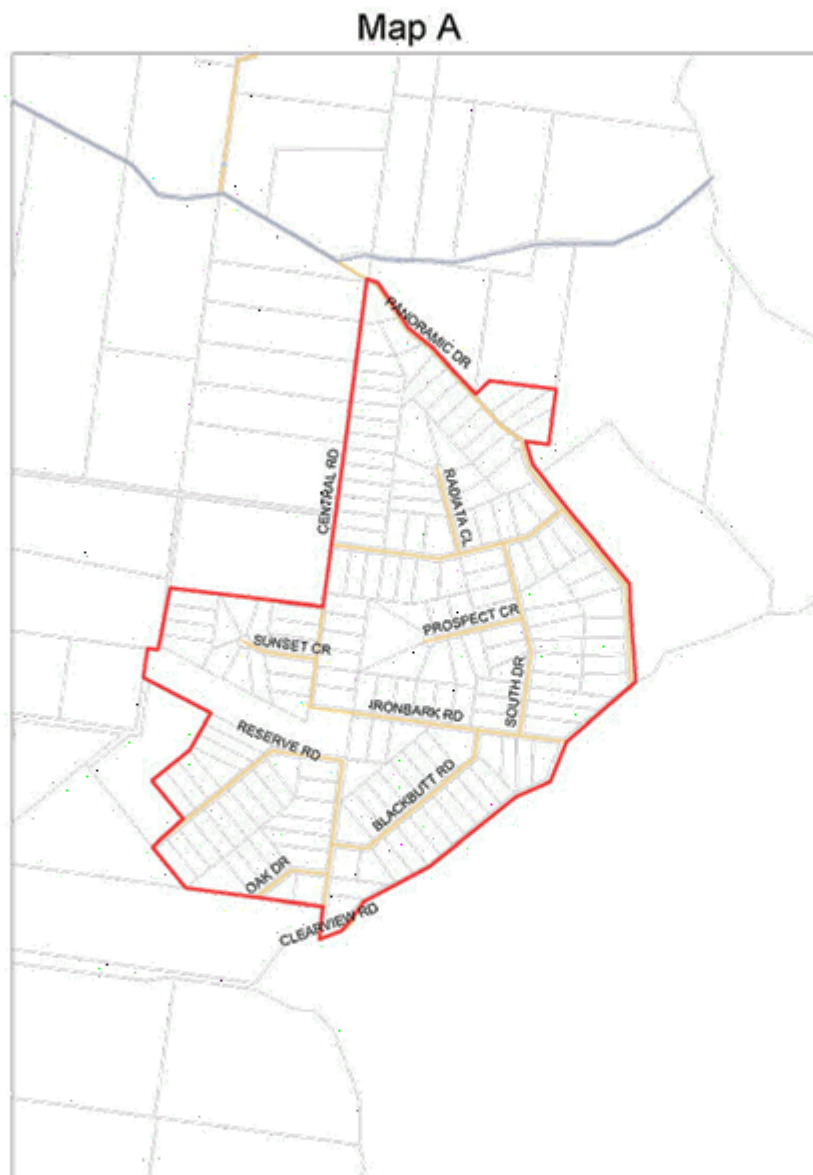 Map A
PANORAMIC DR
CENTRAL RD
RADIATA CL
PROSPECT CR
SUNSET CR
SOUTH DR
IRONBARK RD
RESERVE RD
BLACKBUTT RD
OAK DR
CLEARVIEW RD